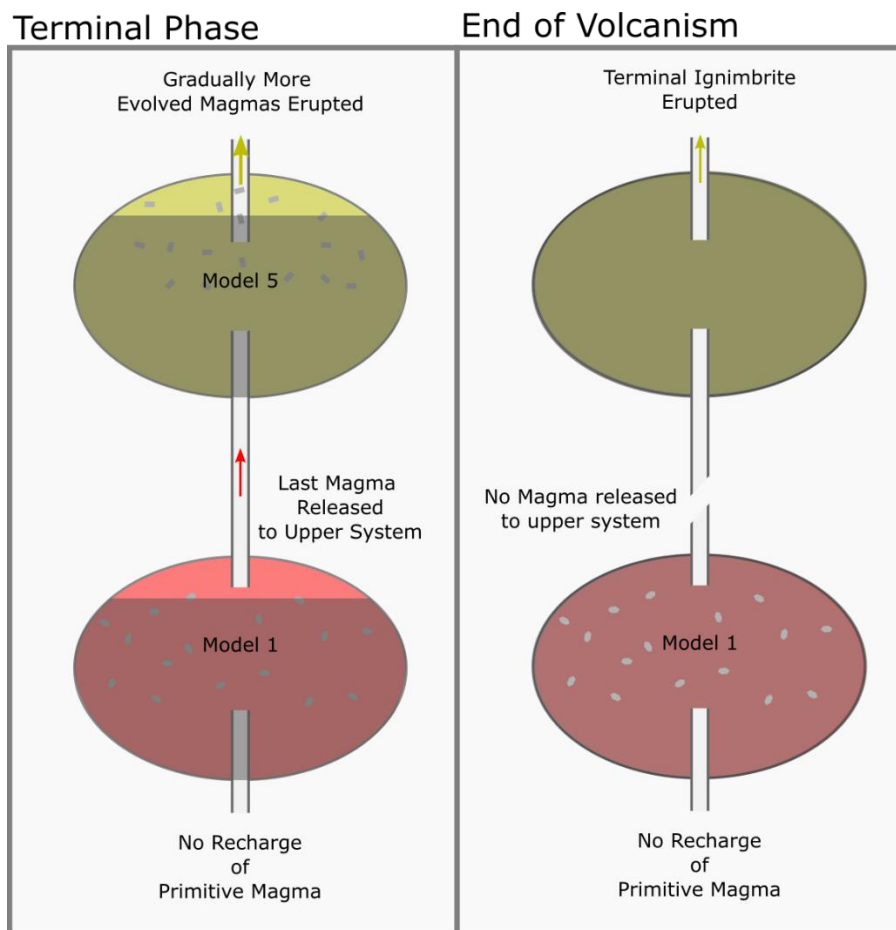 Terminal Phase
Gradually More
Evolved Magmas Erupted
Model 5
Last Magma
Released
to Upper System
Model 1
No Recharge
of
Primitive Magma
End of Volcanism
Terminal Ignimbrite
Erupted
No Magma released
to upper system
Model 1
No Recharge
of
Primitive Magma